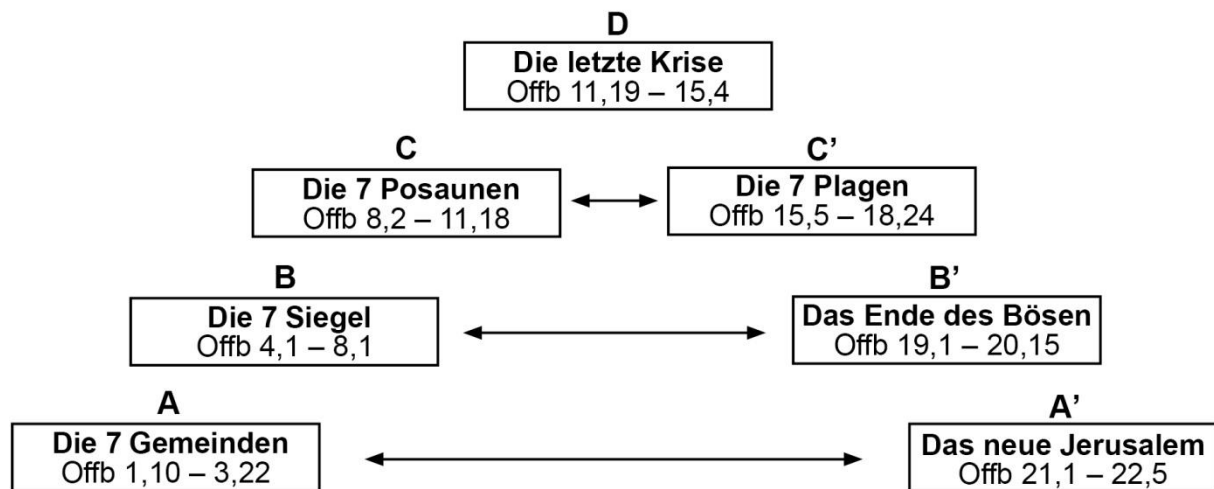 D
Die letzte Krise
Offb 11,19 – 15,4
C
Die 7 Posaunen
Offb 8,2 – 11,18
C’
Die 7 Plagen
Offb 15,5 – 18,24
B
Die 7 Siegel
Offb 4,1 – 8,1
B’
Das Ende des Bösen
Offb 19,1 – 20,15
A
Die 7 Gemeinden
Offb 1,10 – 3,22
A’
Das neue Jerusalem
Offb 21,1 – 22,5